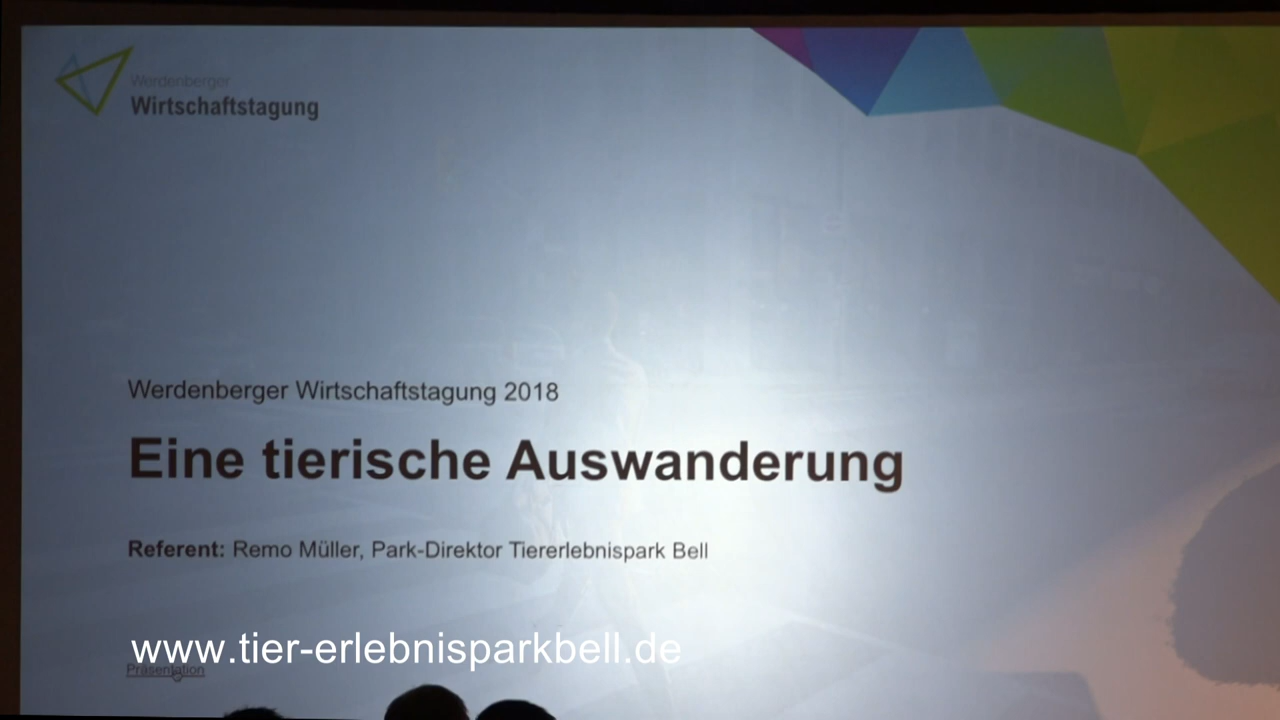 Werdenberger
Wirtschaftstagung
Werdenberger Wirtschaftstagung 2018
Eine tierische Auswanderung
Referent: Remo Müller, Park-Direktor Tiererlebnispark Bell
www.tier-erlebnisparkbell.de
Präsentation